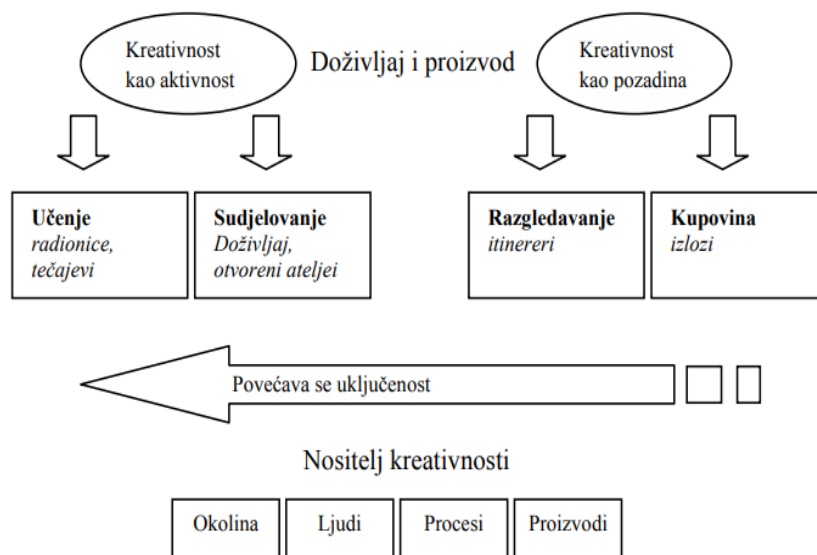 Kreativnost
kao aktivnost
Doživljaj i proizvod
Kreativnost
kao pozadina
Učenje
radionice,
tečajevi
Sudjelovanje
Doživljaj,
otvoreni ateljei
Razgledavanje
itinereri
Kupovina
izlozi
Povećava se uključenost
Nositelj kreativnosti
Okolina
Ljudi
Procesi
Proizvodi